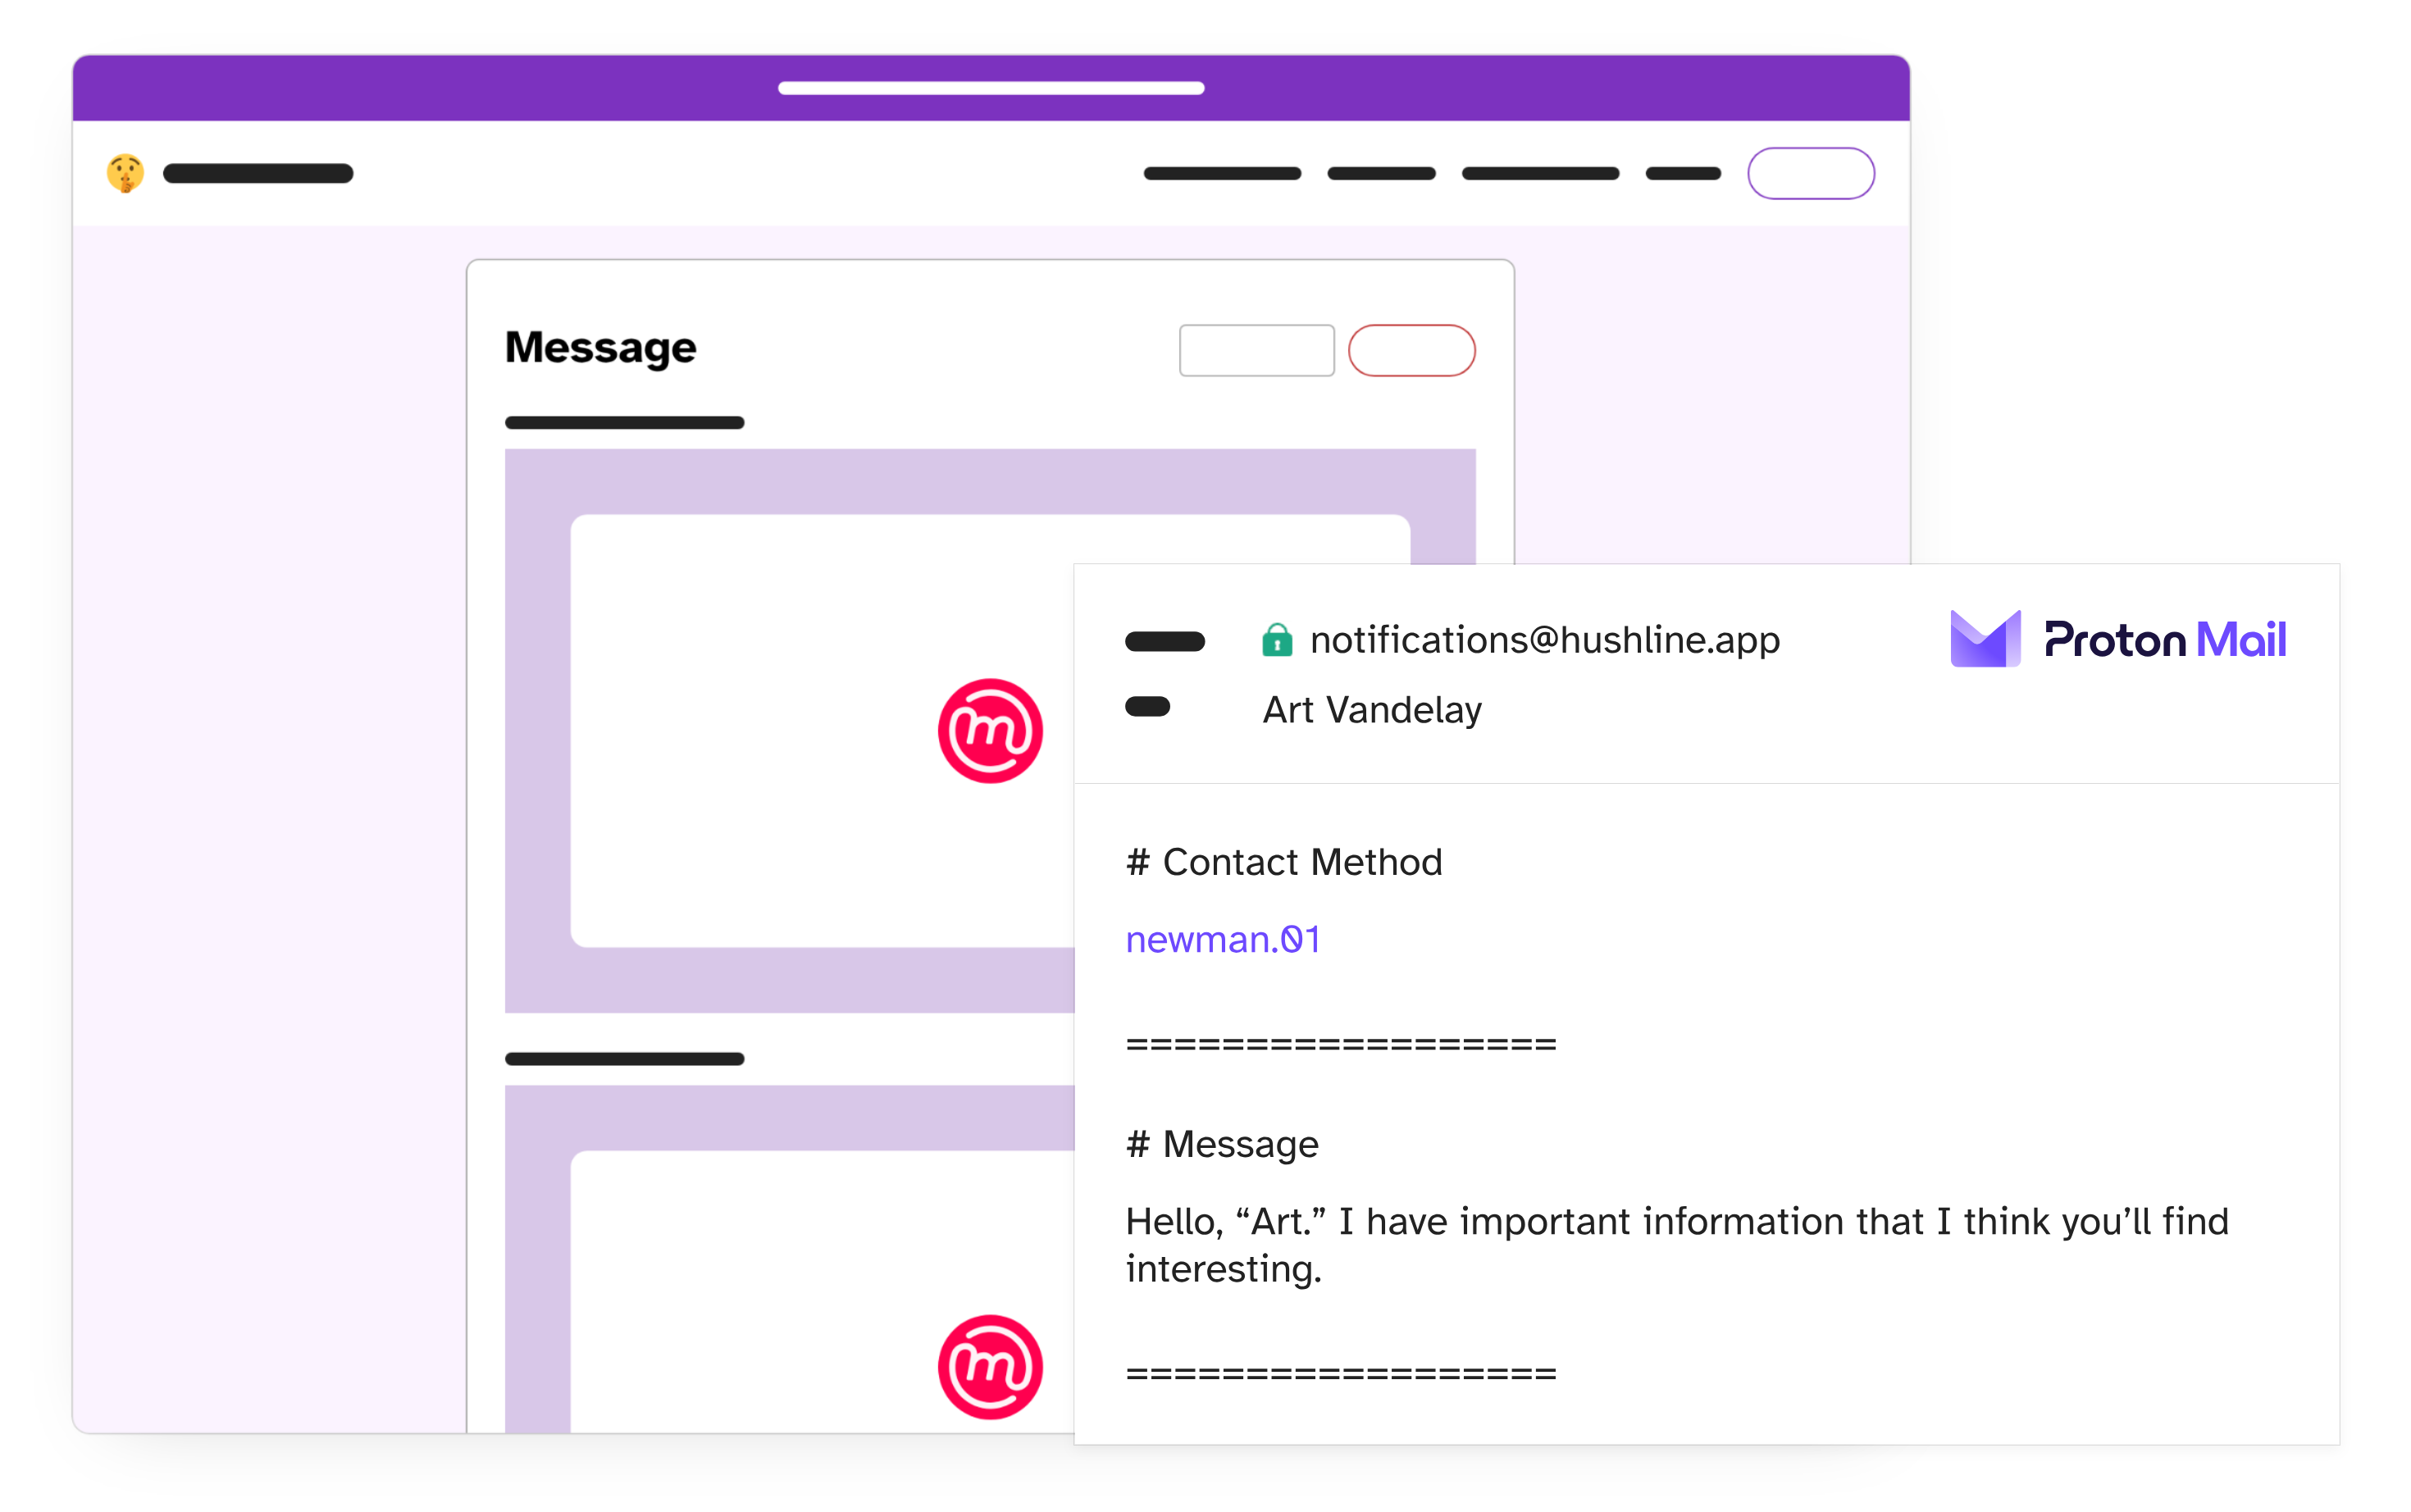 Message
notifications@hushline.app
Proton Mail
Art Vandelay
# Contact Method
newman.01
==================
# Message
Hello, “Art.” I have important information that I think you’ll find
interesting.
==================